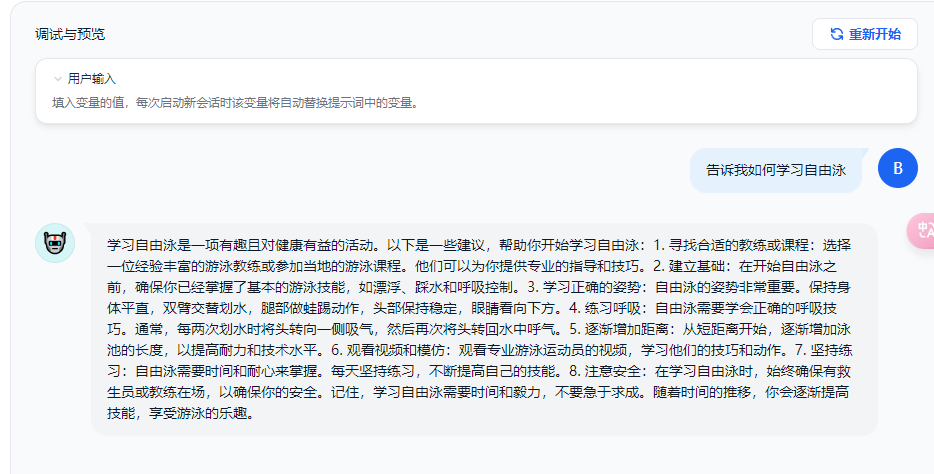 调试与预览
重新开始
用户输入
填入变量的值，每次启动新会话时该变量将自动替换提示词中的变量。
告诉我如何学习自由泳
B
中A
学习自由泳是一项有趣且对健康有益的活动。以下是一些建议，帮助你开始学习自由泳：1. 寻找合适的教练或课程：选择
一位经验丰富的游泳教练或参加当地的游泳课程。他们可以为你提供专业的指导和技巧。2. 建立基础：在开始自由泳之
前，确保你已经掌握了基本的游泳技能，如漂浮、踩水和呼吸控制。3. 学习正确的姿势：自由泳的姿势非常重要。保持身
体平直，双臂交替划水，腿部做蛙踢动作，头部保持稳定，眼睛看向下方。4. 练习呼吸：自由泳需要学会正确的呼吸技
巧。通常，每两次划水时将头转向一侧吸气，然后再次将头转回水中呼气。5. 逐渐增加距离：从短距离开始，逐渐增加泳
池的长度，以提高耐力和技术水平。6. 观看视频和模仿：观看专业游泳运动员的视频，学习他们的技巧和动作。7. 坚持练
习：自由泳需要时间和耐心来掌握。每天坚持练习，不断提高自己的技能。8. 注意安全：在学习自由泳时，始终确保有救
生员或教练在场，以确保你的安全。记住，学习自由泳需要时间和毅力，不要急于求成。随着时间的推移，你会逐渐提高
技能，享受游泳的乐趣。